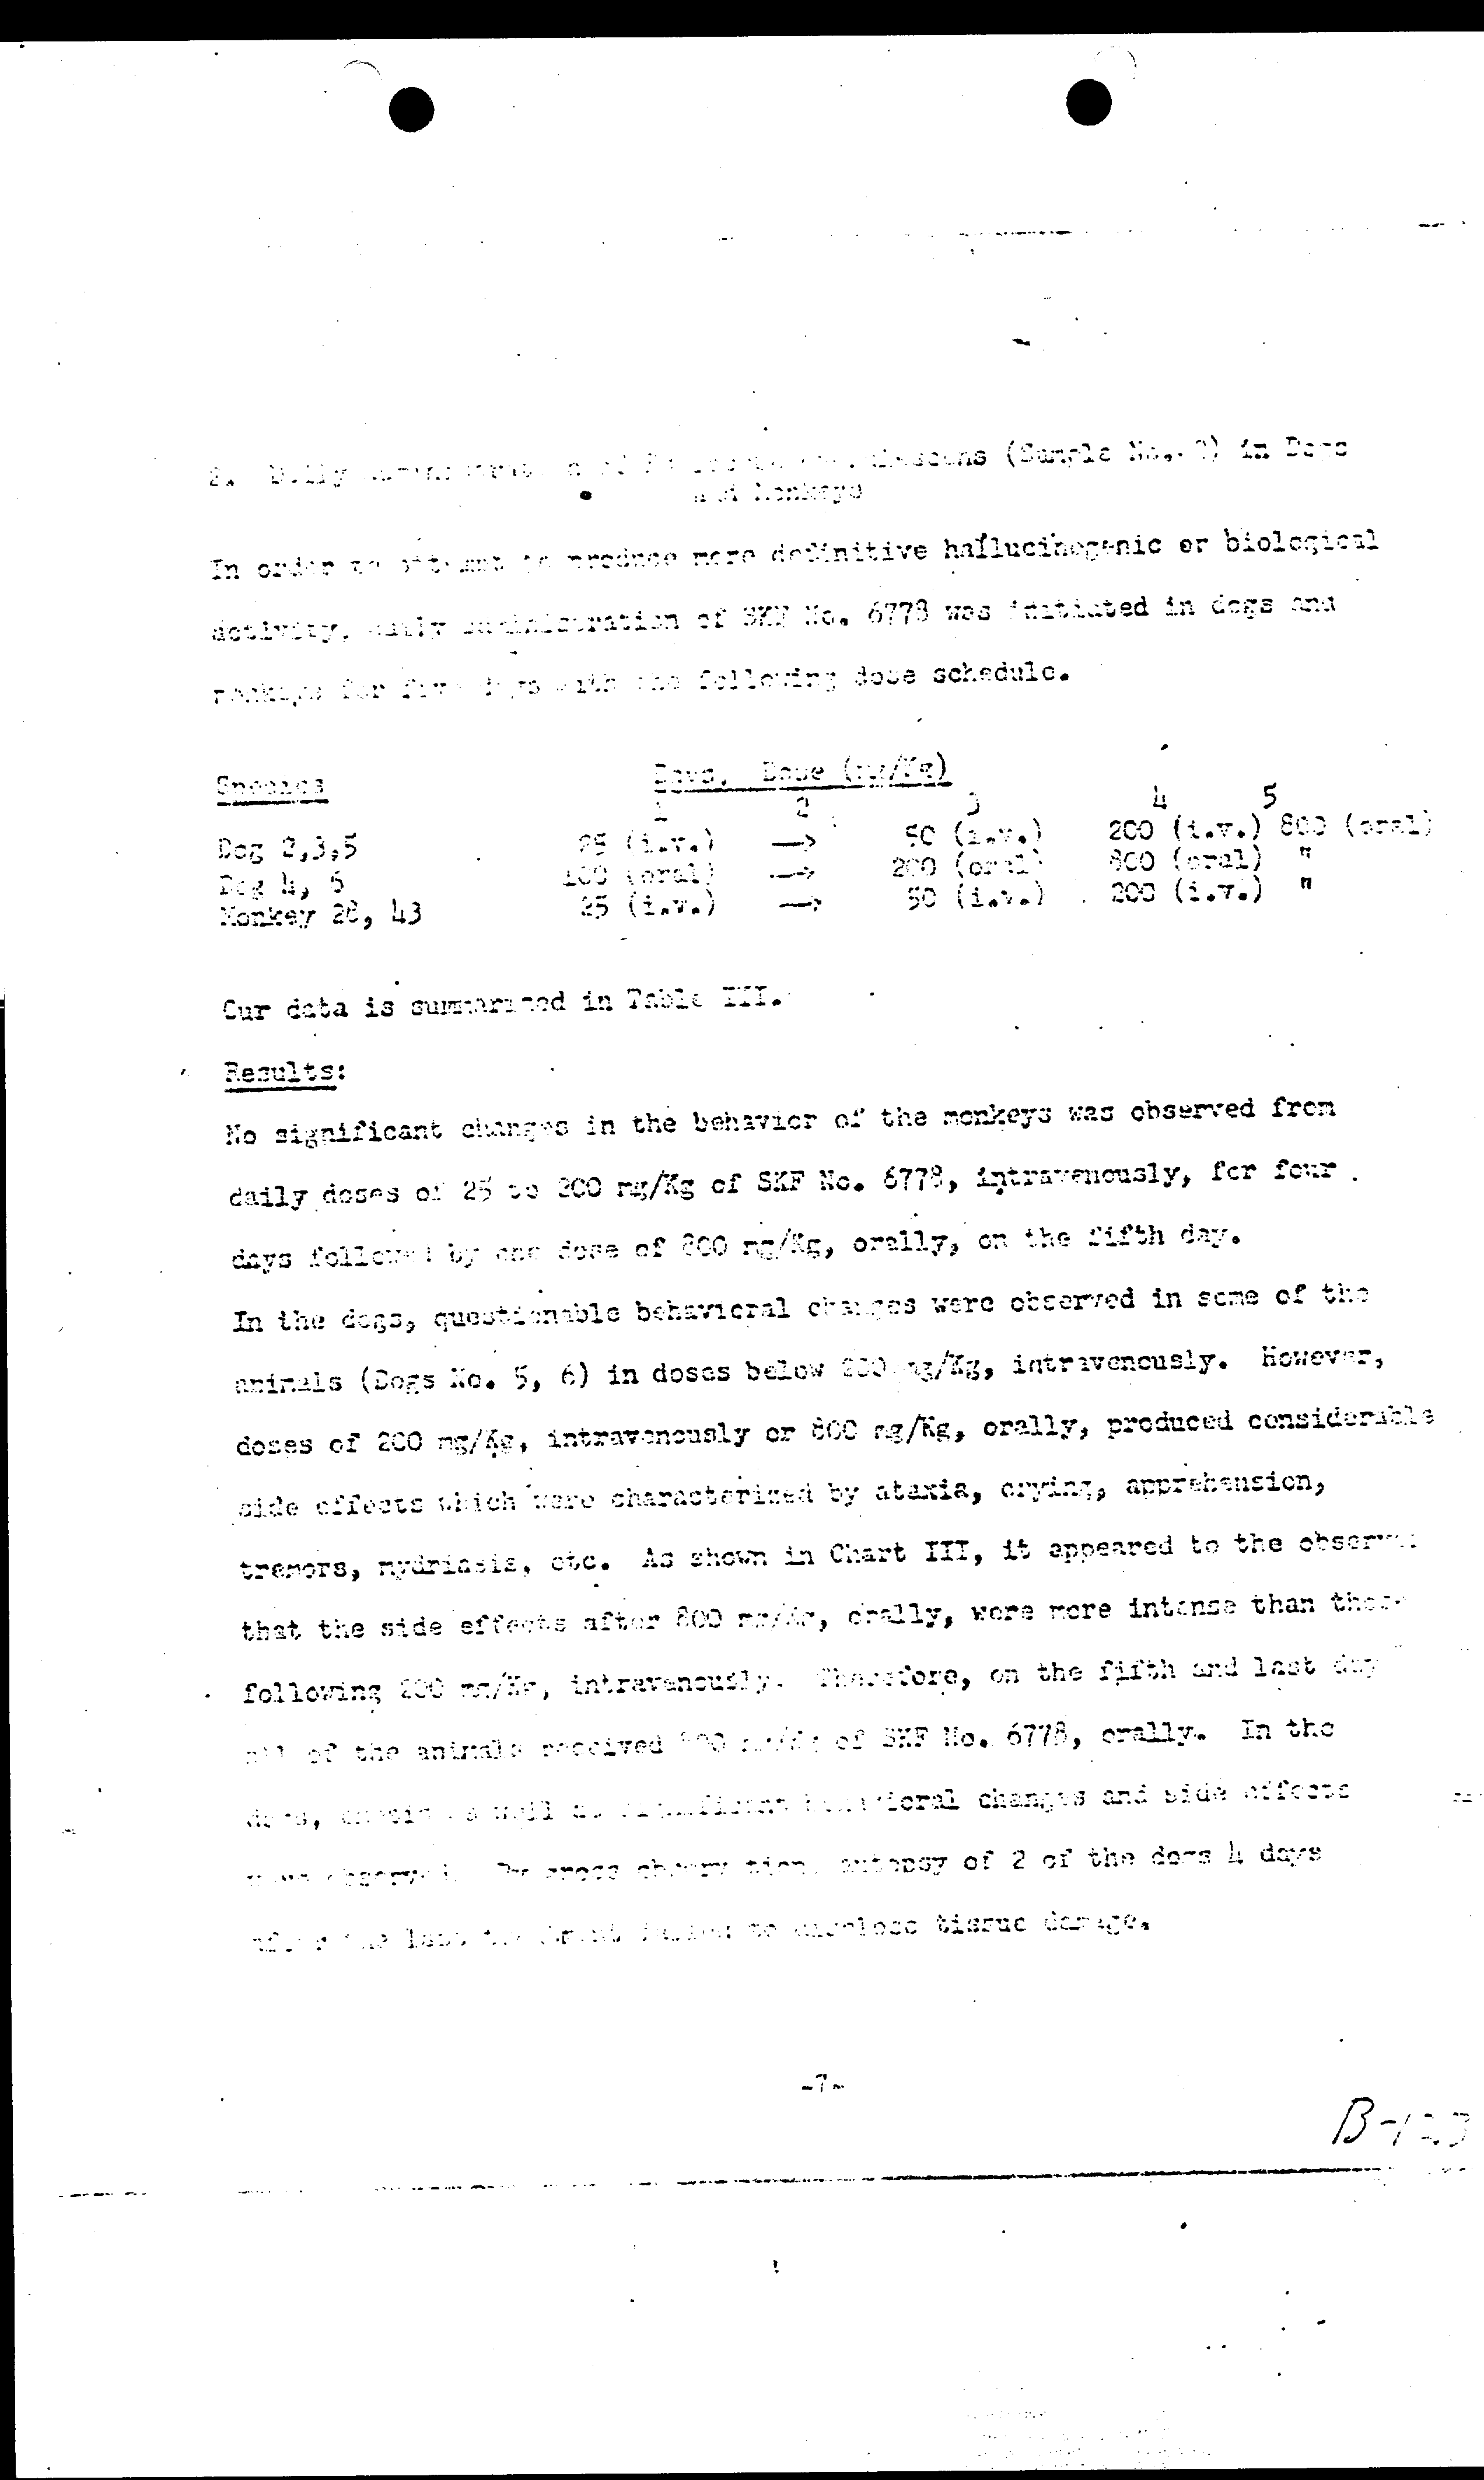 2. Daily (Sample No. 2) in Dogs
and Monkeys
In order to attempt to produce more definitive hallucinogenic or biological
activity, daily administration of SKF No. 6778 was initiated in dogs and
monkeys for five days with the following dose schedule.
Species Days, Dose (mg/Kg)
1 2 3 4 5
Dog 2,3,5 25 (i.v.) --> 50 (i.v.) 200 (i.v.) 800 (oral)
Dog 4, 6 100 (oral) --> 200 (oral) 800 (oral) "
Monkey 28, 43 25 (i.v.) --> 50 (i.v.) 200 (i.v.) "
Our data is summarized in Table III.
Results:
No significant changes in the behavior of the monkeys was observed from
daily doses of 25 to 200 mg/Kg of SKF No. 6778, intravenously, for four
days followed by one dose of 800 mg/Kg, orally, on the fifth day.
In the dogs, questionable behavioral changes were observed in some of the
animals (Dogs No. 5, 6) in doses below 200 mg/Kg, intravenously. However,
doses of 200 mg/Kg, intravenously or 800 mg/Kg, orally, produced considerable
side effects which were characterized by ataxia, crying, apprehension,
tremors, mydriasis, etc. As shown in Chart III, it appeared to the observer
that the side effects after 800 mg/Kg, orally, were more intense than those
following 200 mg/Kg, intravenously. Therefore, on the fifth and last day
all of the animals received 800 mg/Kg of SKF No. 6778, orally. In the
dogs, as well as significant behavioral changes and side effects
were observed. By gross observation, autopsy of 2 of the dogs 4 days
after the last treatment failed to disclose tissue damage.
-7-
B-123